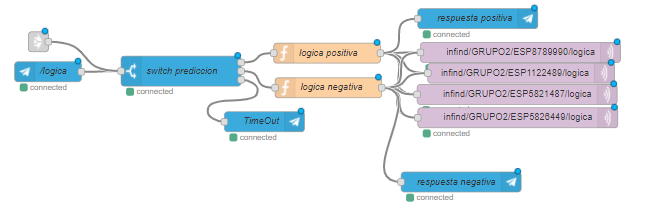 respuesta positiva
connected
logica positiva
infind/GRUPO2/ESP8789990/logica
/logica
connected
switch prediccion
connected
infind/GRUPO2/ESP1122489/logica
logica negativa
infind/GRUPO2/ESP5821487/logica
TimeOut
connected
infind/GRUPO2/ESP5826449/logica
connected
respuesta negativa
connected